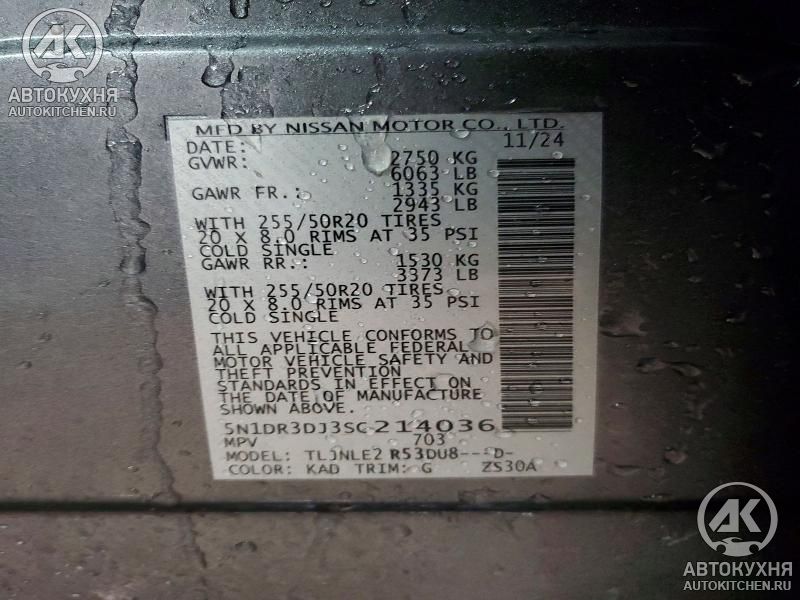 АВТОКУХНЯ
AUTOKITCHEN.RU
MFD BY NISSAN MOTOR CO., LTD.
DATE: 11/24
GVWR: 2750 KG
6063 LB
GAWR FR.: 1335 KG
2943 LB
WITH 255/50R20 TIRES
20 X 8.0 RIMS AT 35 PSI
COLD SINGLE
GAWR RR.: 1530 KG
3373 LB
WITH 255/50R20 TIRES
20 X 8.0 RIMS AT 35 PSI
COLD SINGLE
THIS VEHICLE CONFORMS TO
ALL APPLICABLE FEDERAL
MOTOR VEHICLE SAFETY AND
THEFT PREVENTION
STANDARDS IN EFFECT ON
THE DATE OF MANUFACTURE
SHOWN ABOVE.
5N1DR3DJ3SC214036
MPV 703
MODEL: TLJNLE2 R53DU8---D-
COLOR: KAD TRIM: G ZS30A
АВТОКУХНЯ
AUTOKITCHEN.RU